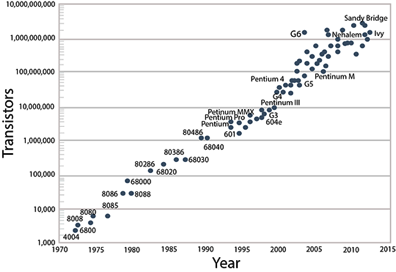 10,000,000,000
1,000,000,000
100,000,000
10,000,000
1,000,000
100,000
10,000
1,000
Transistors
1970
1975
1980
1985
1990
1995
2000
2005
2010
2015
Year
4004
8008
6800
8080
8085
8086
8088
68000
80286
68020
80386
68030
80486
68040
601
Pentium
Pentium Pro
Petinum MMX
604e
G3
Pentium III
G4
Pentium 4
G5
Pentium M
G6
Nehalem
Sandy Bridge
Ivy